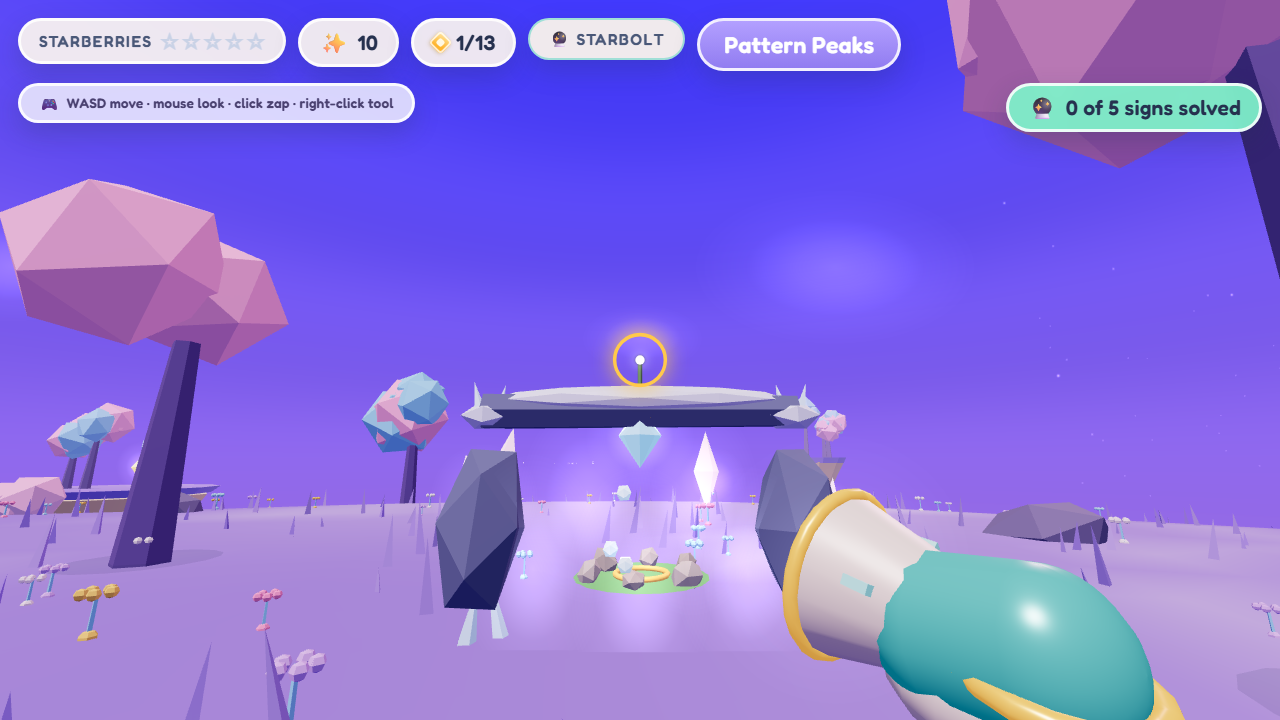 STARBERRIES
10
1/13
STARBOLT
Pattern Peaks
WASD move · mouse look · click zap · right-click tool
0 of 5 signs solved